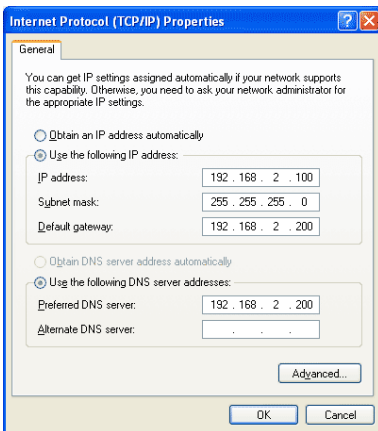 Internet Protocol (TCP/IP) Properties
General
You can get IP settings assigned automatically if your network supports
this capability. Otherwise, you need to ask your network administrator for
the appropriate IP settings.
Obtain an IP address automatically
Use the following IP address:
IP address: 192 . 168 . 2 . 100
Subnet mask: 255 . 255 . 255 . 0
Default gateway: 192 . 168 . 2 . 200
Obtain DNS server address automatically
Use the following DNS server addresses:
Preferred DNS server: 192 . 168 . 2 . 200
Alternate DNS server: . . .
Advanced...
OK Cancel